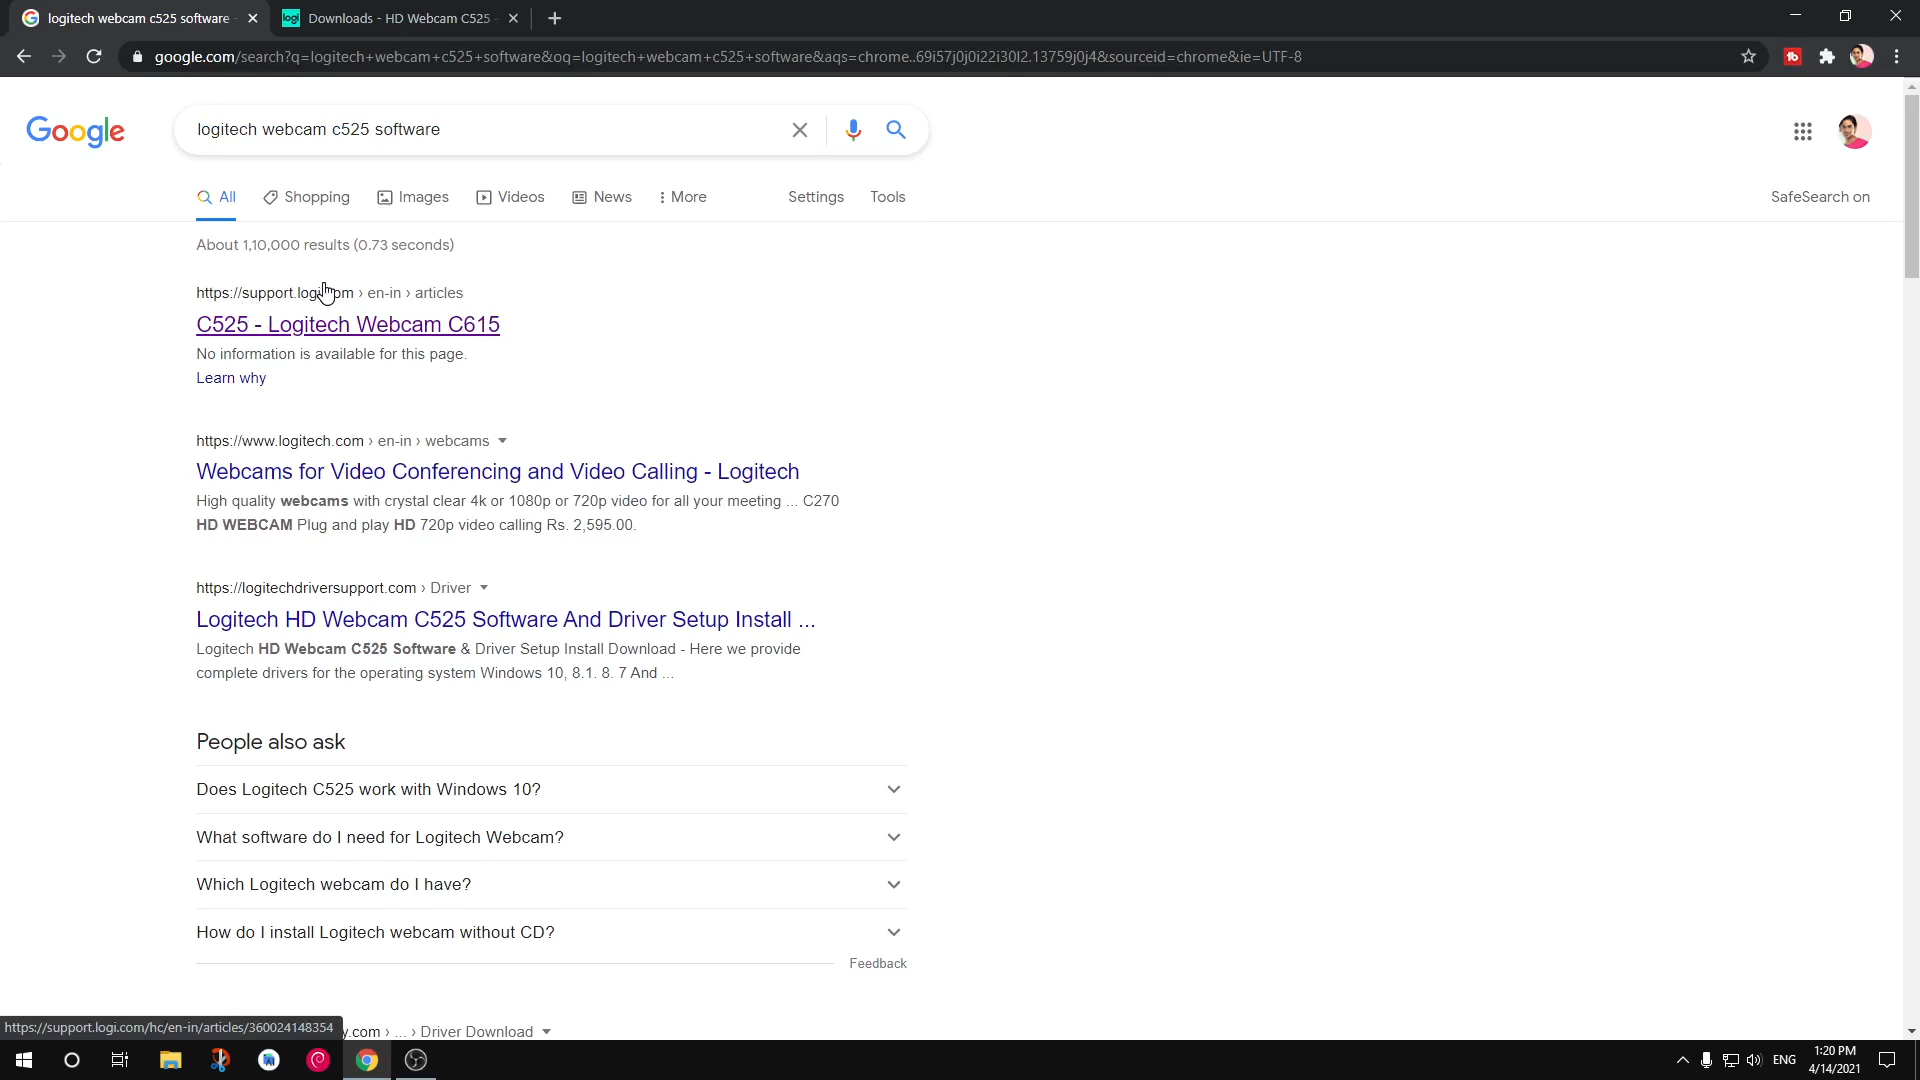 logitech webcam c525 software
logi Downloads - HD Webcam C525
google.com/search?q=logitech+webcam+c525+software&oq=logitech+webcam+c525+software&aqs=chrome..69i57j0j0i22i30l2.13759j0j4&sourceid=chrome&ie=UTF-8
Google
logitech webcam c525 software
All
Shopping
Images
Videos
News
More
Settings
Tools
SafeSearch on
About 1,10,000 results (0.73 seconds)
https://support.logi.com › en-in › articles
C525 - Logitech Webcam C615
No information is available for this page.
Learn why
https://www.logitech.com › en-in › webcams
Webcams for Video Conferencing and Video Calling - Logitech
High quality webcams with crystal clear 4k or 1080p or 720p video for all your meeting ... C270
HD WEBCAM Plug and play HD 720p video calling Rs. 2,595.00.
https://logitechdriversupport.com › Driver
Logitech HD Webcam C525 Software And Driver Setup Install ...
Logitech HD Webcam C525 Software & Driver Setup Install Download - Here we provide
complete drivers for the operating system Windows 10, 8.1. 8. 7 And ...
People also ask
Does Logitech C525 work with Windows 10?
What software do I need for Logitech Webcam?
Which Logitech webcam do I have?
How do I install Logitech webcam without CD?
Feedback
https://support.logi.com/hc/en-in/articles/360024148354
y.com › ... › Driver Download
ENG
1:20 PM
4/14/2021